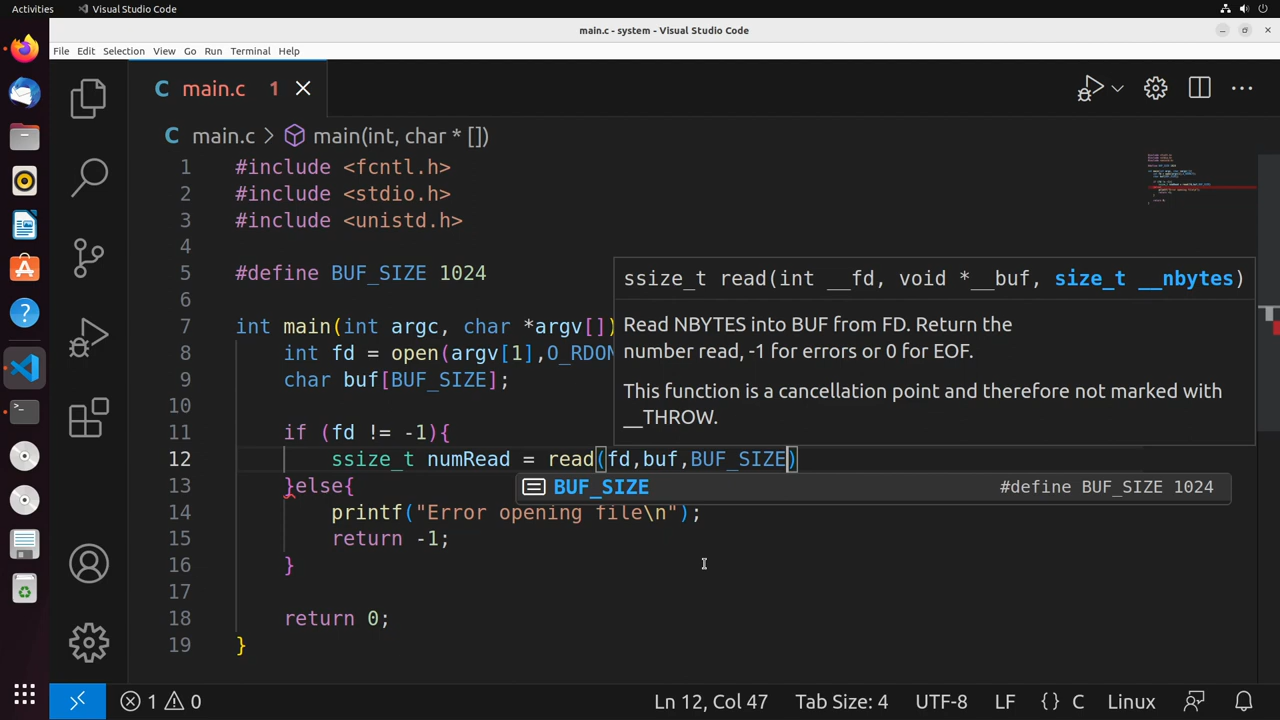 Activities
Visual Studio Code
main.c - system - Visual Studio Code
File Edit Selection View Go Run Terminal Help
C main.c 1
C main.c > main(int, char * [])
1 #include <fcntl.h>
2 #include <stdio.h>
3 #include <unistd.h>
4
5 #define BUF_SIZE 1024
6
7 int main(int argc, char *argv[])
8 int fd = open(argv[1],O_RDON
9 char buf[BUF_SIZE];
10
11 if (fd != -1){
12 ssize_t numRead = read(fd,buf,BUF_SIZE)
13 }else{
14 printf("Error opening file\n");
15 return -1;
16 }
17
18 return 0;
19 }
ssize_t read(int __fd, void *__buf, size_t __nbytes)
Read NBYTES into BUF from FD. Return the
number read, -1 for errors or 0 for EOF.
This function is a cancellation point and therefore not marked with
__THROW.
BUF_SIZE #define BUF_SIZE 1024
1 0 Ln 12, Col 47 Tab Size: 4 UTF-8 LF {} C Linux